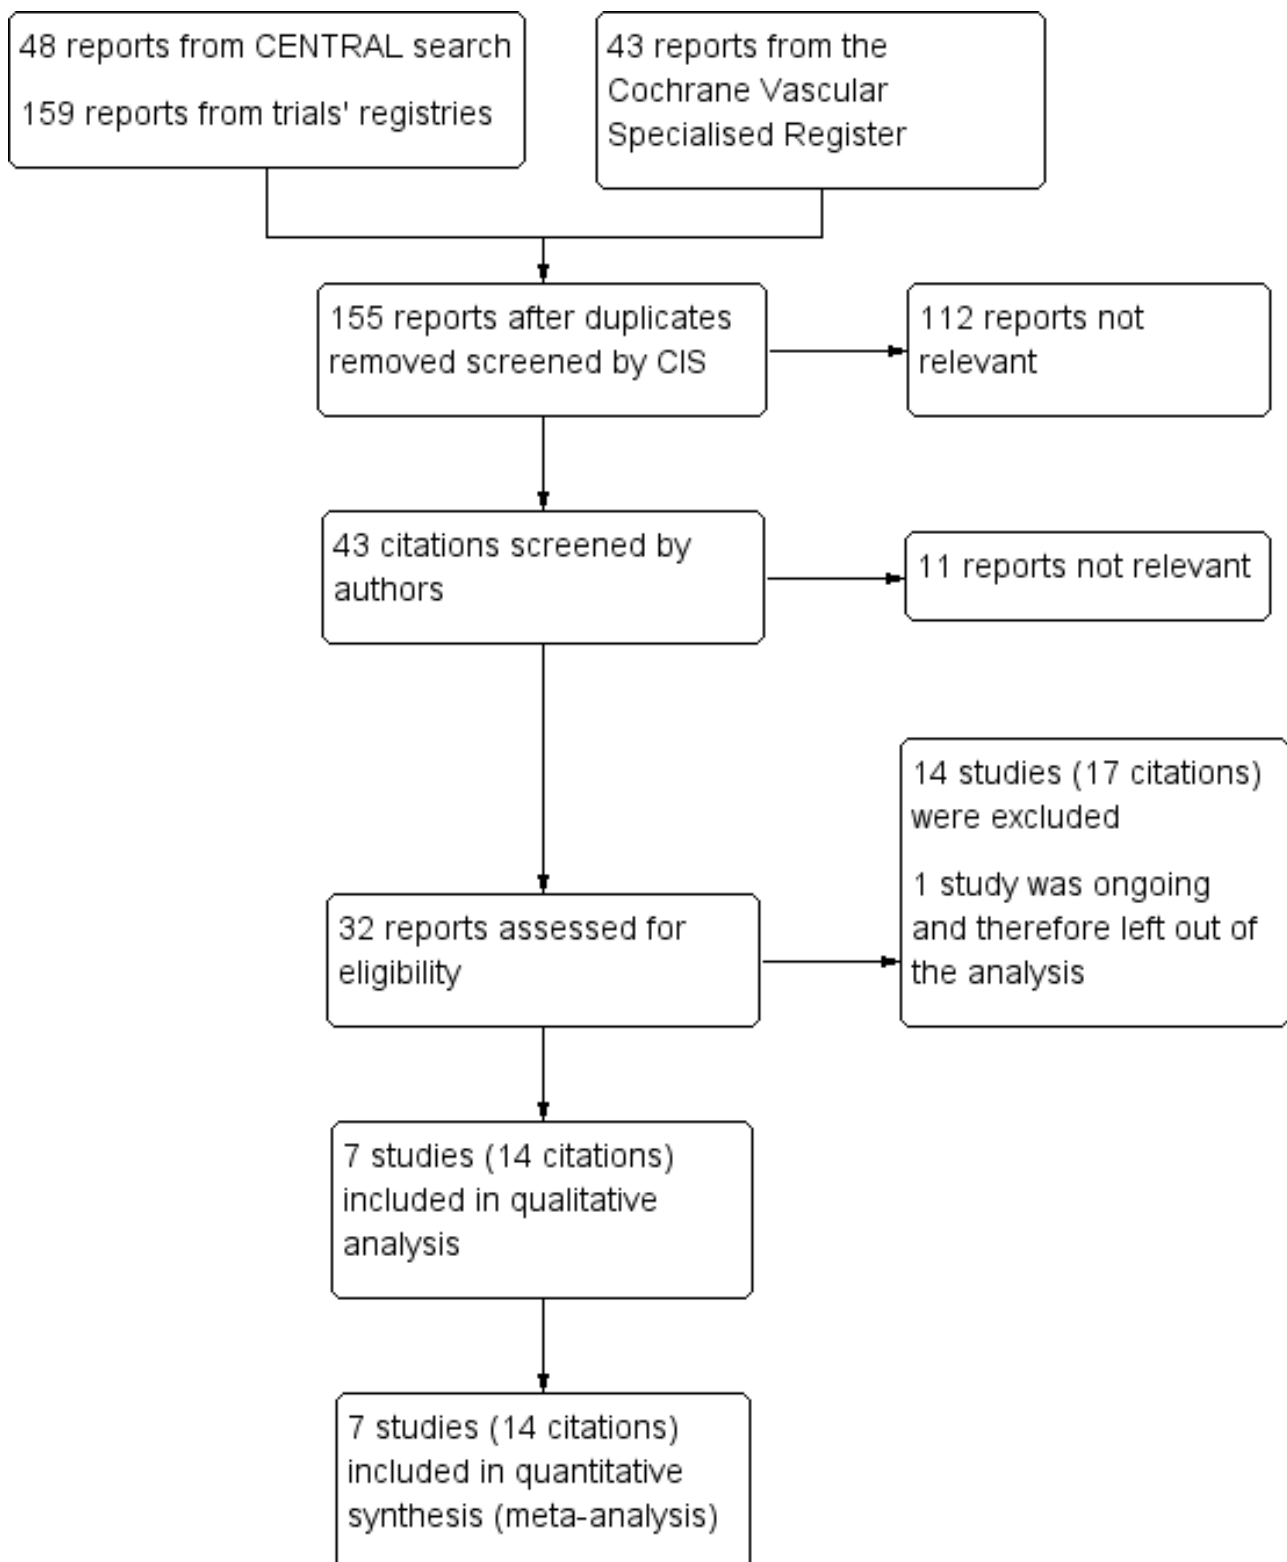 48 reports from CENTRAL search
159 reports from trials' registries
43 reports from the
Cochrane Vascular
Specialised Register
155 reports after duplicates
removed screened by CIS
112 reports not
relevant
43 citations screened by
authors
11 reports not relevant
14 studies (17 citations)
were excluded
1 study was ongoing
and therefore left out of
the analysis
32 reports assessed for
eligibility
7 studies (14 citations)
included in qualitative
analysis
7 studies (14 citations)
included in quantitative
synthesis (meta-analysis)